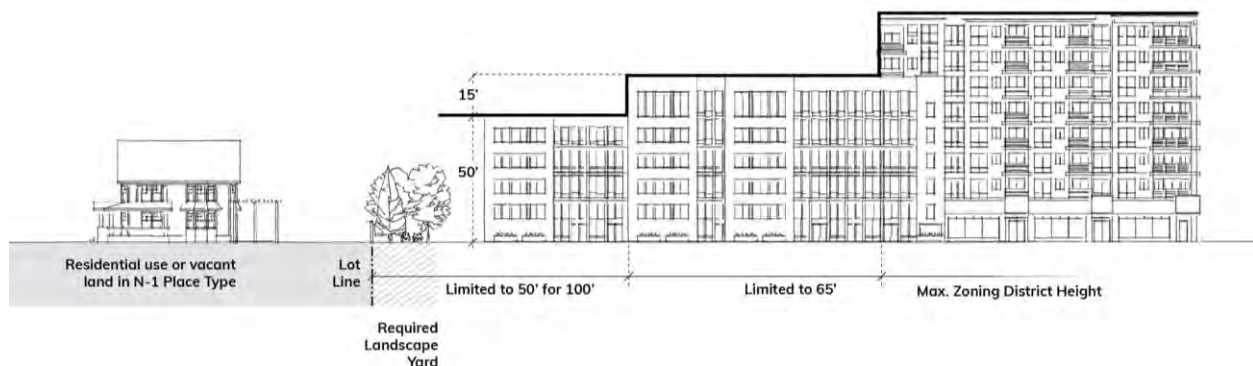 15’
50’
Residential use or vacant
land in N-1 Place Type
Lot
Line
Limited to 50’ for 100’
Limited to 65’
Max. Zoning District Height
Required
Landscape
Yard